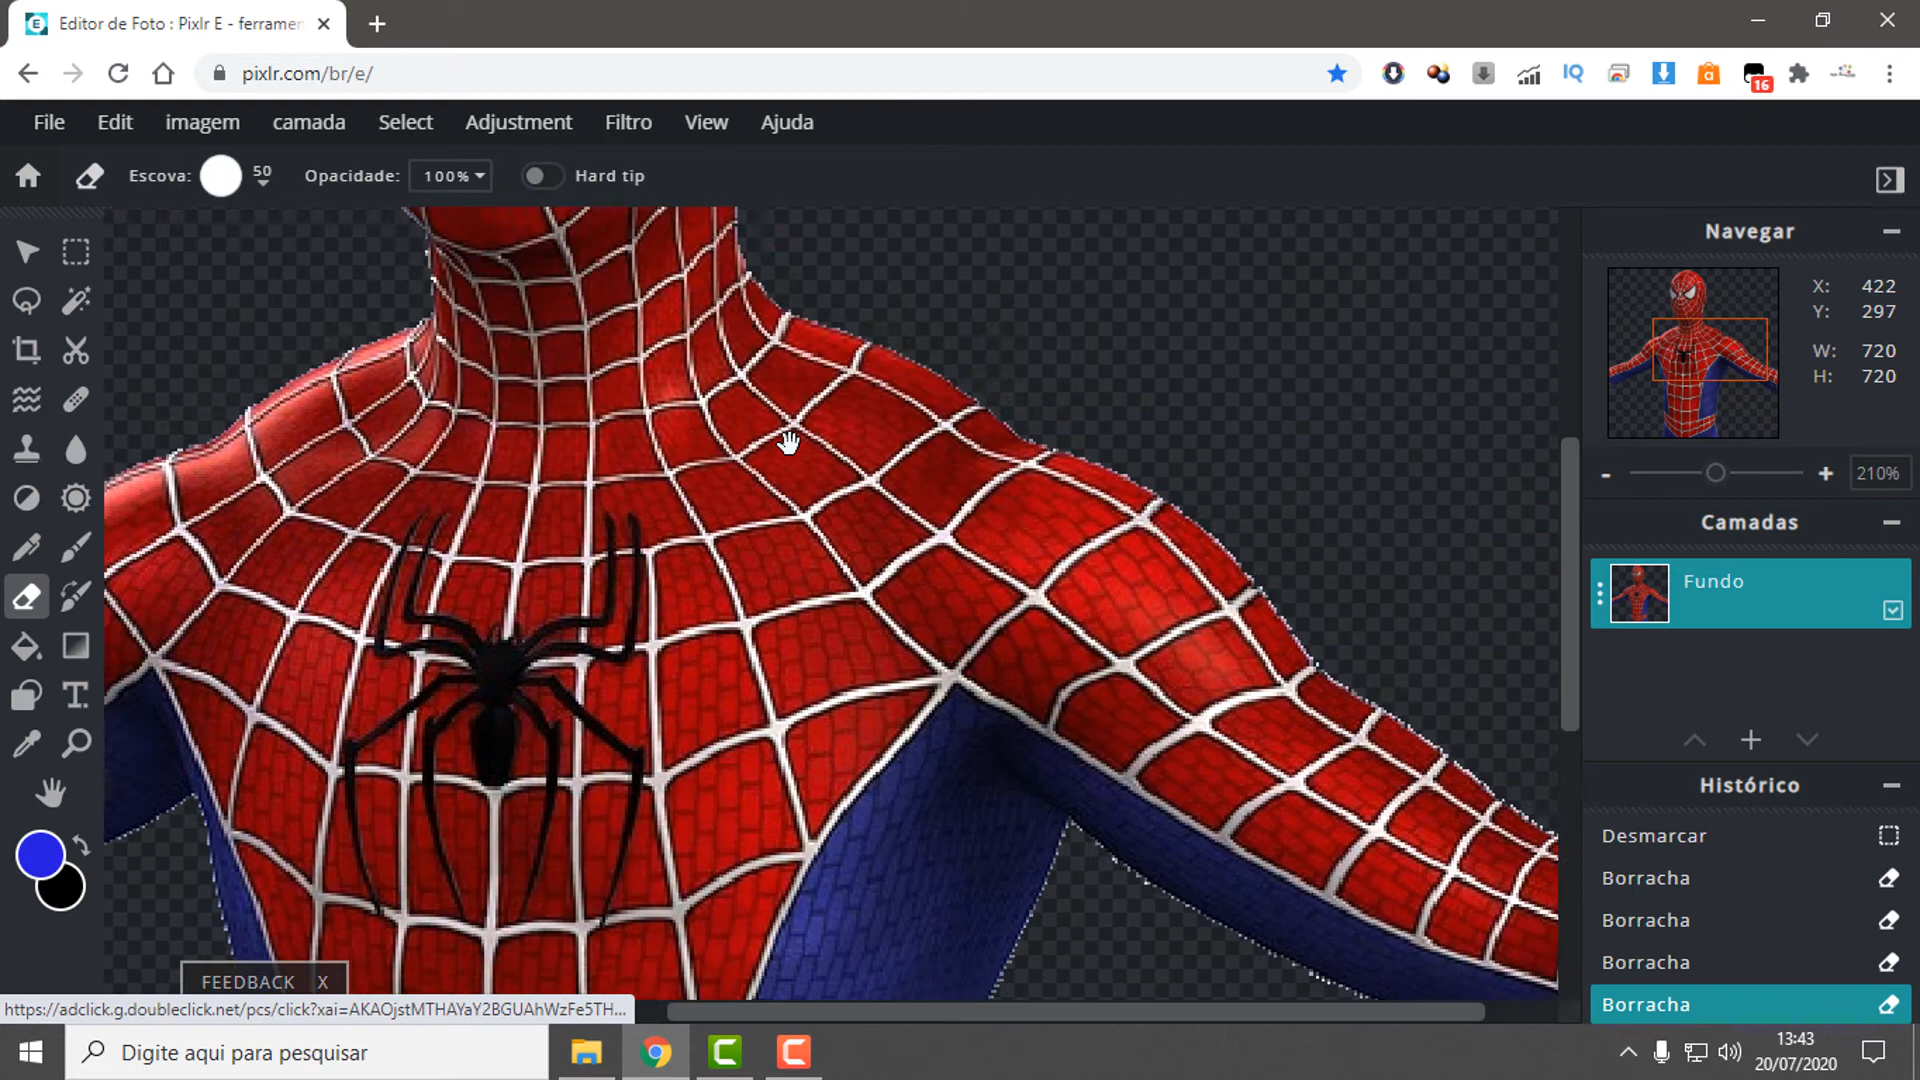 Editor de Foto : Pixlr E - ferramen
pixlr.com/br/e/
16
File Edit imagem camada Select Adjustment Filtro View Ajuda
Escova: 50 Opacidade: 100% Hard tip
Navegar
X: 422
Y: 297
W: 720
H: 720
- + 210%
Camadas
Fundo
Histórico
Desmarcar
Borracha
Borracha
Borracha
Borracha
FEEDBACK X
https://adclick.g.doubleclick.net/pcs/click?xai=AKAOjstMTHAYaY2BGUAhWzFe5TH...
Digite aqui para pesquisar
13:43
20/07/2020